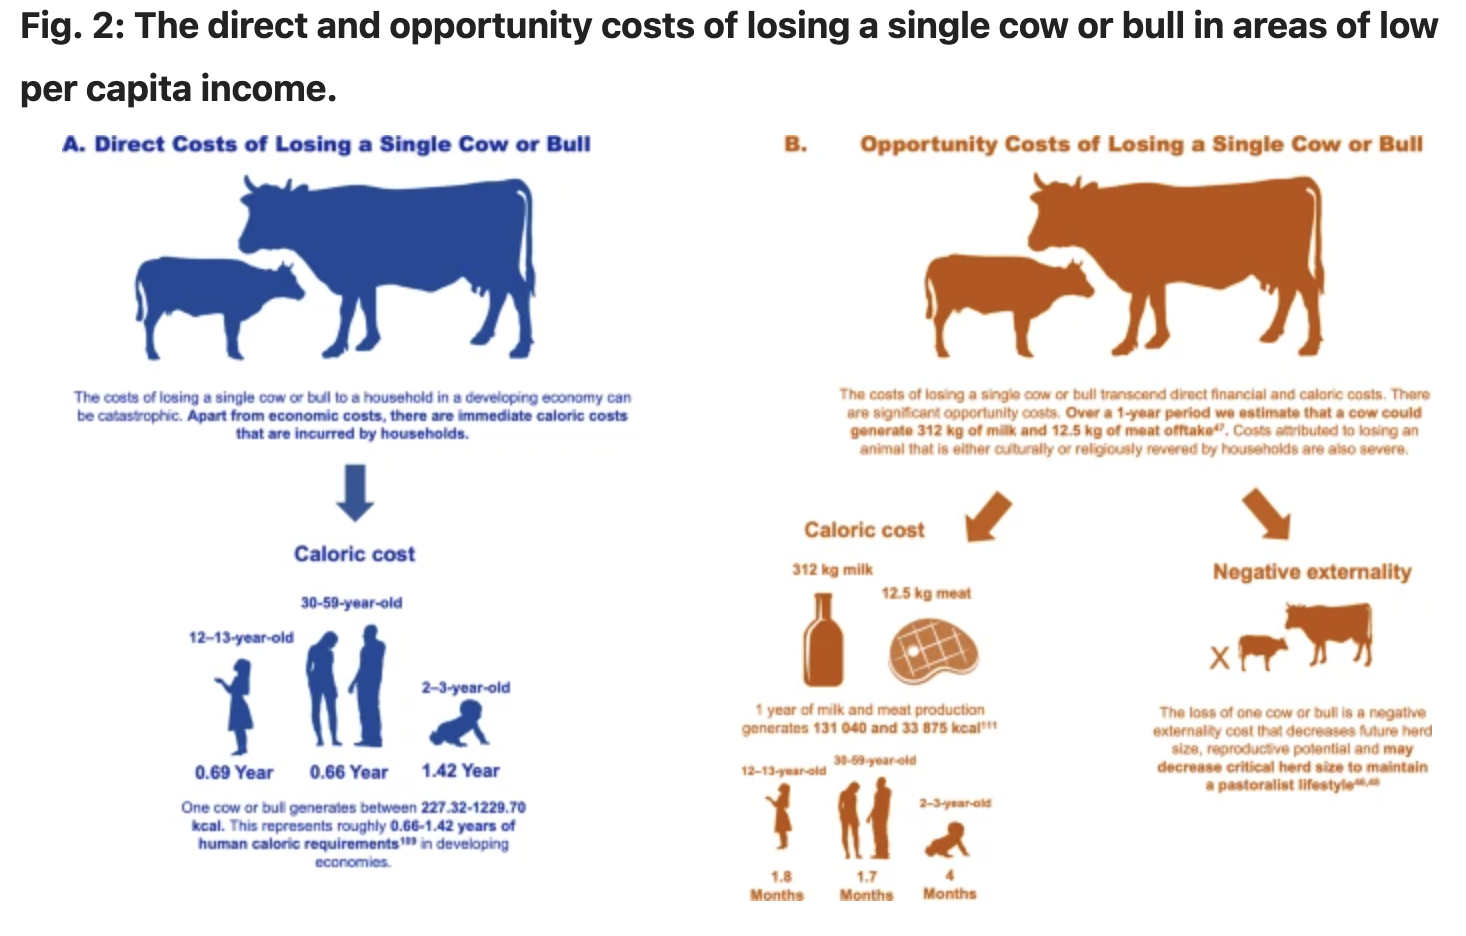 Fig. 2: The direct and opportunity costs of losing a single cow or bull in areas of low
per capita income.
A. Direct Costs of Losing a Single Cow or Bull
The costs of losing a single cow or bull to a household in a developing economy can
be catastrophic. Apart from economic costs, there are immediate caloric costs
that are incurred by households.
Caloric cost
30-59-year-old
12–13-year-old
2–3-year-old
0.69 Year
0.66 Year
1.42 Year
One cow or bull generates between 227.32-1229.70
kcal. This represents roughly 0.66-1.42 years of
human caloric requirements¹⁰⁹ in developing
economies.
B. Opportunity Costs of Losing a Single Cow or Bull
The costs of losing a single cow or bull transcend direct financial and caloric costs. There
are significant opportunity costs. Over a 1-year period we estimate that a cow could
generate 312 kg of milk and 12.5 kg of meat offtake⁴⁷. Costs attributed to losing an
animal that is either culturally or religiously revered by households are also severe.
Caloric cost
312 kg milk
12.5 kg meat
1 year of milk and meat production
generates 131 040 and 33 875 kcal¹¹¹
12–13-year-old
30-59-year-old
2–3-year-old
1.8
Months
1.7
Months
4
Months
Negative externality
X
The loss of one cow or bull is a negative
externality cost that decreases future herd
size, reproductive potential and may
decrease critical herd size to maintain
a pastoralist lifestyle